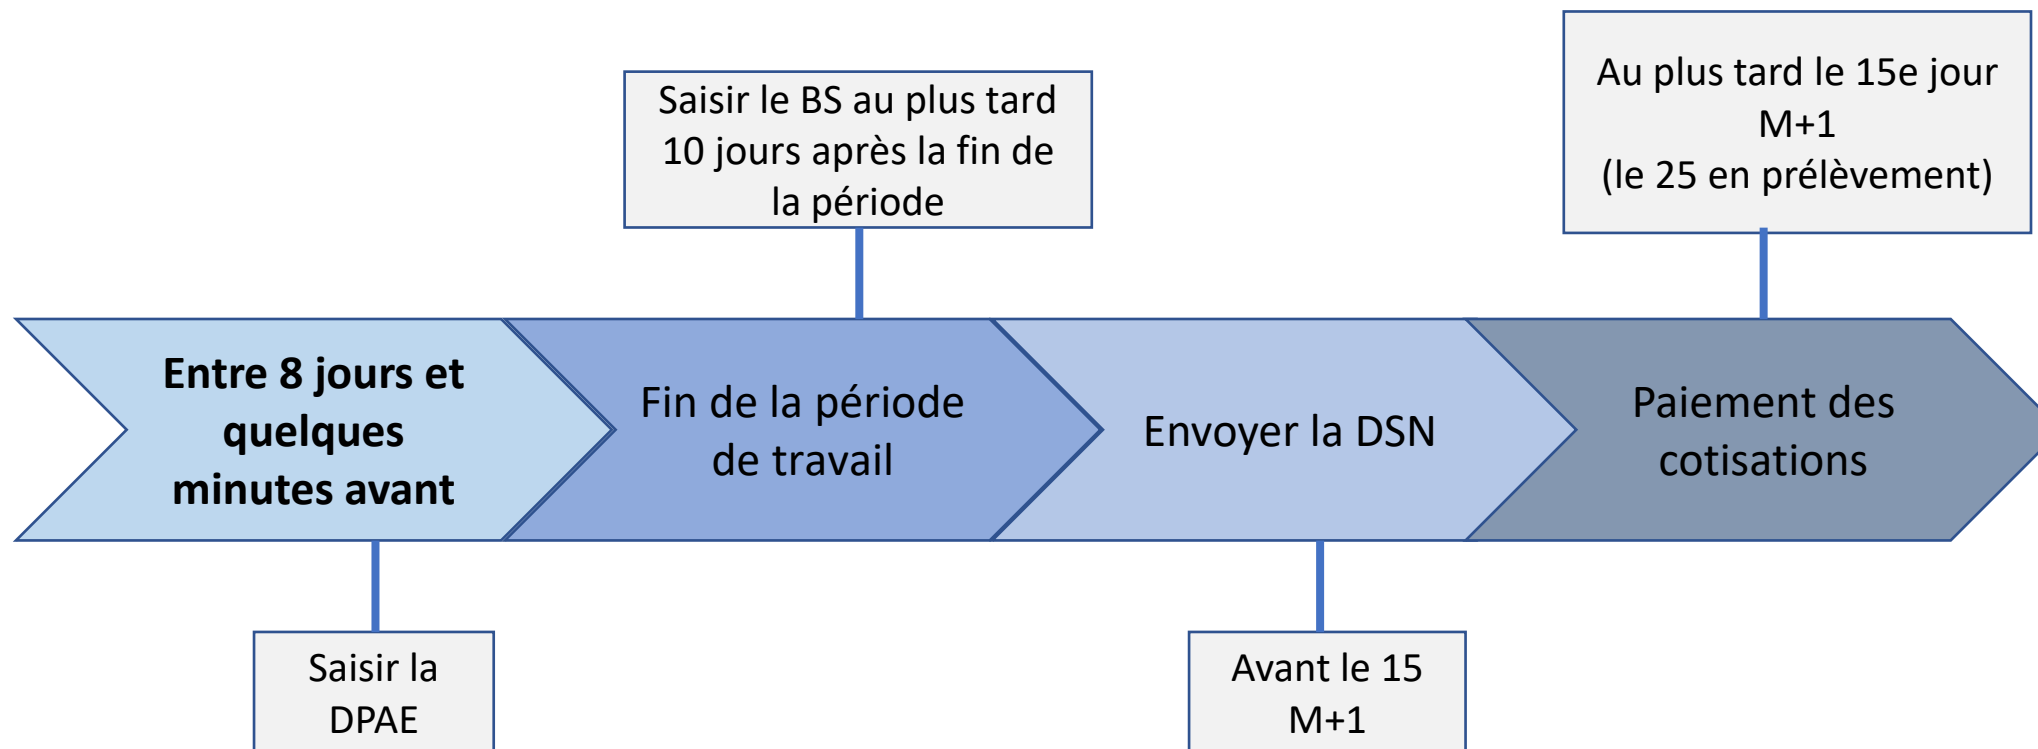 Saisir le BS au plus tard
10 jours après la fin de
la période
Au plus tard le 15e jour
M+1
(le 25 en prélèvement)
Entre 8 jours et
quelques
minutes avant
Fin de la période
de travail
Envoyer la DSN
Paiement des
cotisations
Saisir la
DPAE
Avant le 15
M+1